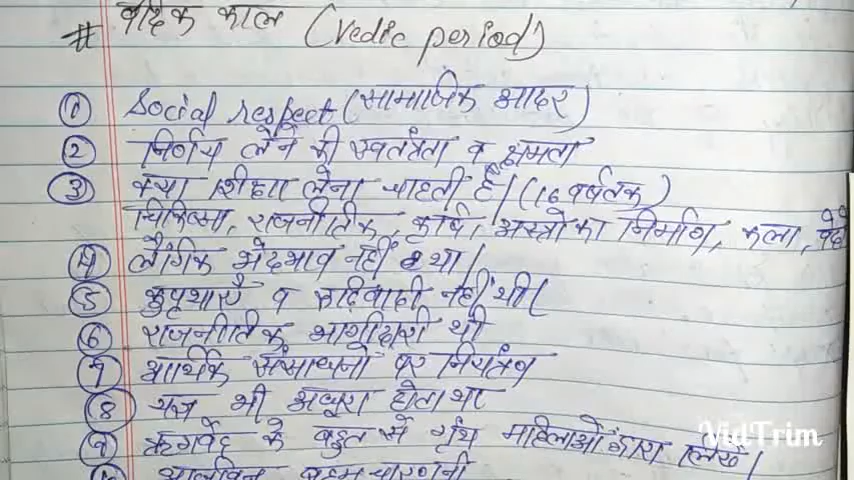 # वैदिक काल (Vedic period)
① Social respect (सामाजिक आदर)
② निर्णय लेने की स्वतंत्रता व क्षमता
③ क्या शिक्षा लेना चाहती है। (16 वर्ष तक)
चिकित्सा, राजनीतिक, कृषि, अस्त्रो का निर्माण, कला,
④ लैंगिक भेदभाव नहीं था।
⑤ कुप्रथाएँ व रूढ़िवादी नहीं थी।
⑥ राजनीतिक भागीदारी थी
⑦ आर्थिक संसाधनों पर नियंत्रण
⑧ यज्ञ भी अधूरा होता था
⑨ ऋग्वेद के बहुत से ग्रंथ महिलाओं द्वारा लिखे।
VidTrim